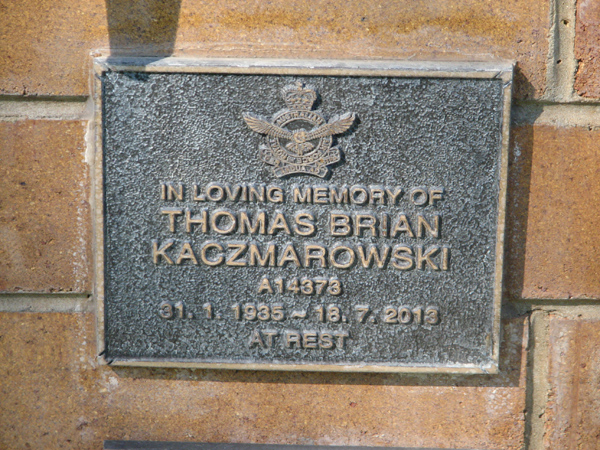 IN LOVING MEMORY OF
THOMAS BRIAN
KACZMAROWSKI
A14373
31. 1. 1935 ~ 18. 7. 2013
AT REST